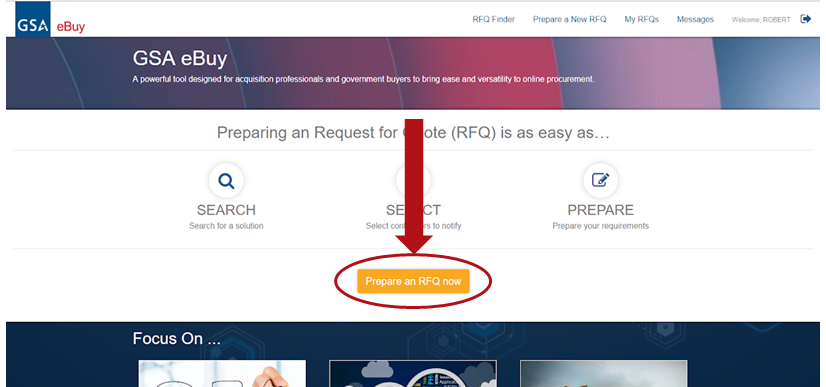 GSA eBuy RFQ Finder Prepare a New RFQ My RFQs Messages Welcome, ROBERT
GSA eBuy
A powerful tool designed for acquisition professionals and government buyers to bring ease and versatility to online procurement.
Preparing an Request for ote (RFQ) is as easy as…
SEARCH SE CT PREPARE
Search for a solution Select con to notify Prepare your requirements
Prepare an RFQ now
Focus On ...